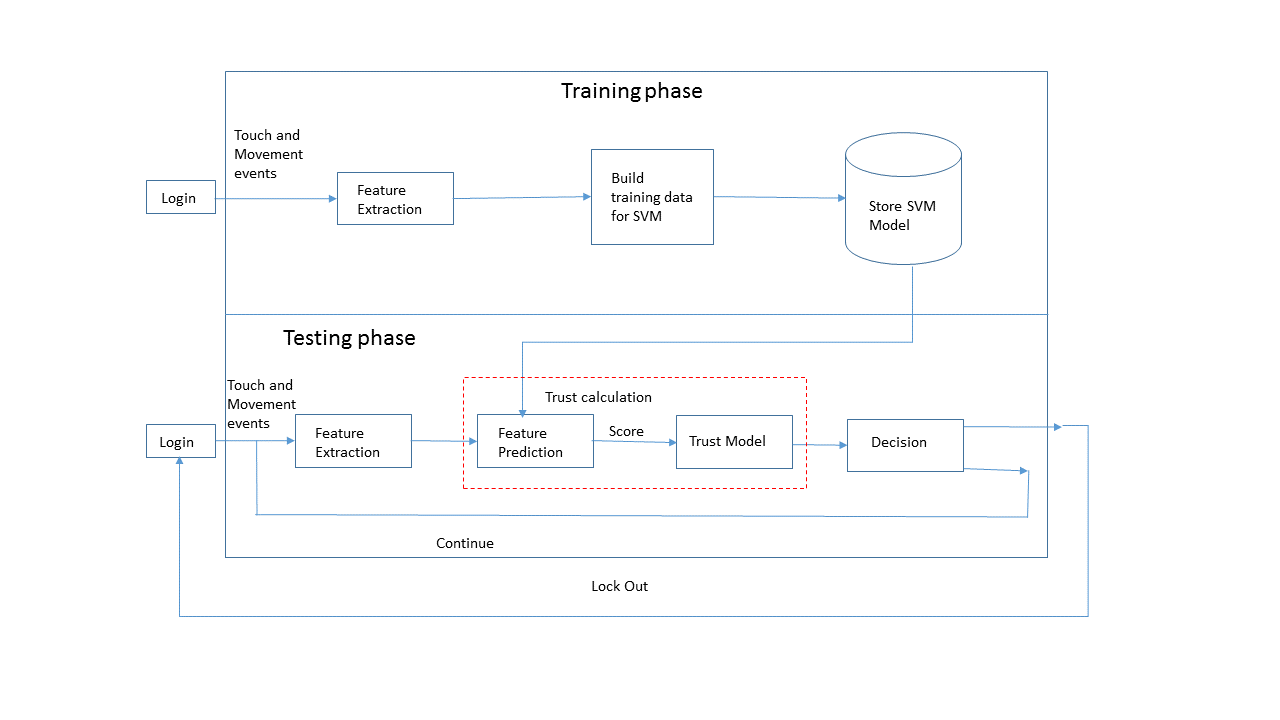 Training phase
Touch and
Movement
events
Login
Feature
Extraction
Build
training data
for SVM
Store SVM
Model
Testing phase
Touch and
Movement
events
Login
Feature
Extraction
Trust calculation
Feature
Prediction
Score
Trust Model
Decision
Continue
Lock Out